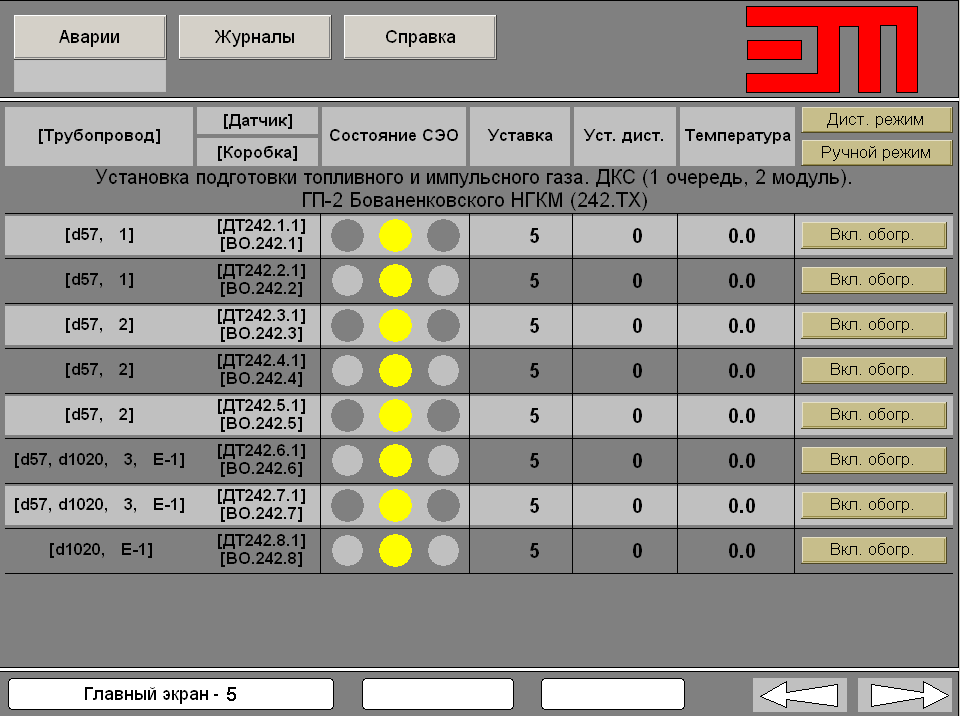 Аварии
Журналы
Справка
ЭТ
[Трубопровод]
[Датчик]
[Коробка]
Состояние СЭО
Уставка
Уст. дист.
Температура
Дист. режим
Ручной режим
Установка подготовки топливного и импульсного газа. ДКС (1 очередь, 2 модуль).
ГП-2 Бованенковского НГКМ (242.ТХ)
[d57, 1]
[ДТ242.1.1]
[ВО.242.1]
5
0
0.0
Вкл. обогр.
[d57, 1]
[ДТ242.2.1]
[ВО.242.2]
5
0
0.0
Вкл. обогр.
[d57, 2]
[ДТ242.3.1]
[ВО.242.3]
5
0
0.0
Вкл. обогр.
[d57, 2]
[ДТ242.4.1]
[ВО.242.4]
5
0
0.0
Вкл. обогр.
[d57, 2]
[ДТ242.5.1]
[ВО.242.5]
5
0
0.0
Вкл. обогр.
[d57, d1020, 3, Е-1]
[ДТ242.6.1]
[ВО.242.6]
5
0
0.0
Вкл. обогр.
[d57, d1020, 3, Е-1]
[ДТ242.7.1]
[ВО.242.7]
5
0
0.0
Вкл. обогр.
[d1020, Е-1]
[ДТ242.8.1]
[ВО.242.8]
5
0
0.0
Вкл. обогр.
Главный экран - 5